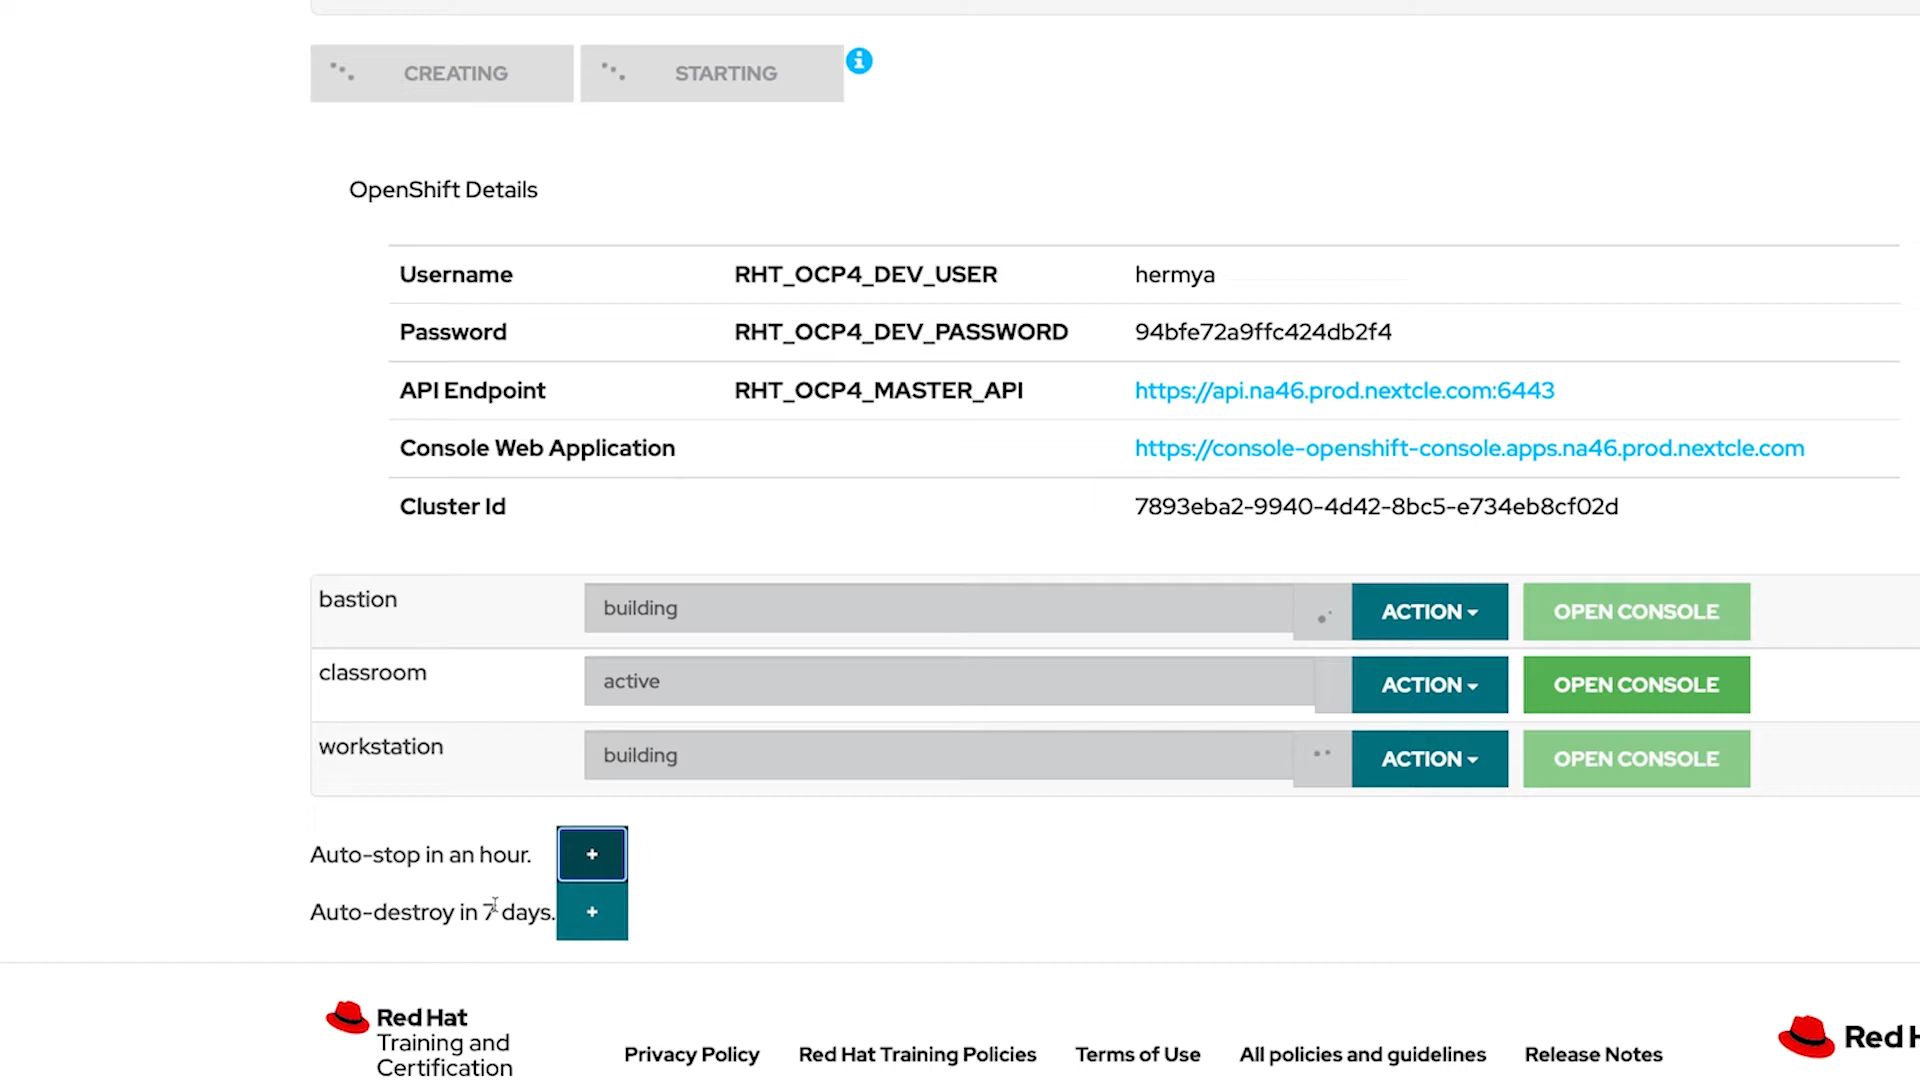 CREATING STARTING
OpenShift Details
Username RHT_OCP4_DEV_USER hermya
Password RHT_OCP4_DEV_PASSWORD 94bfe72a9ffc424db2f4
API Endpoint RHT_OCP4_MASTER_API https://api.na46.prod.nextcle.com:6443
Console Web Application https://console-openshift-console.apps.na46.prod.nextcle.com
Cluster Id 7893eba2-9940-4d42-8bc5-e734eb8cf02d
bastion building ACTION OPEN CONSOLE
classroom active ACTION OPEN CONSOLE
workstation building ACTION OPEN CONSOLE
Auto-stop in an hour. +
Auto-destroy in 7 days. +
Red Hat
Training and
Certification
Privacy Policy Red Hat Training Policies Terms of Use All policies and guidelines Release Notes
Red H